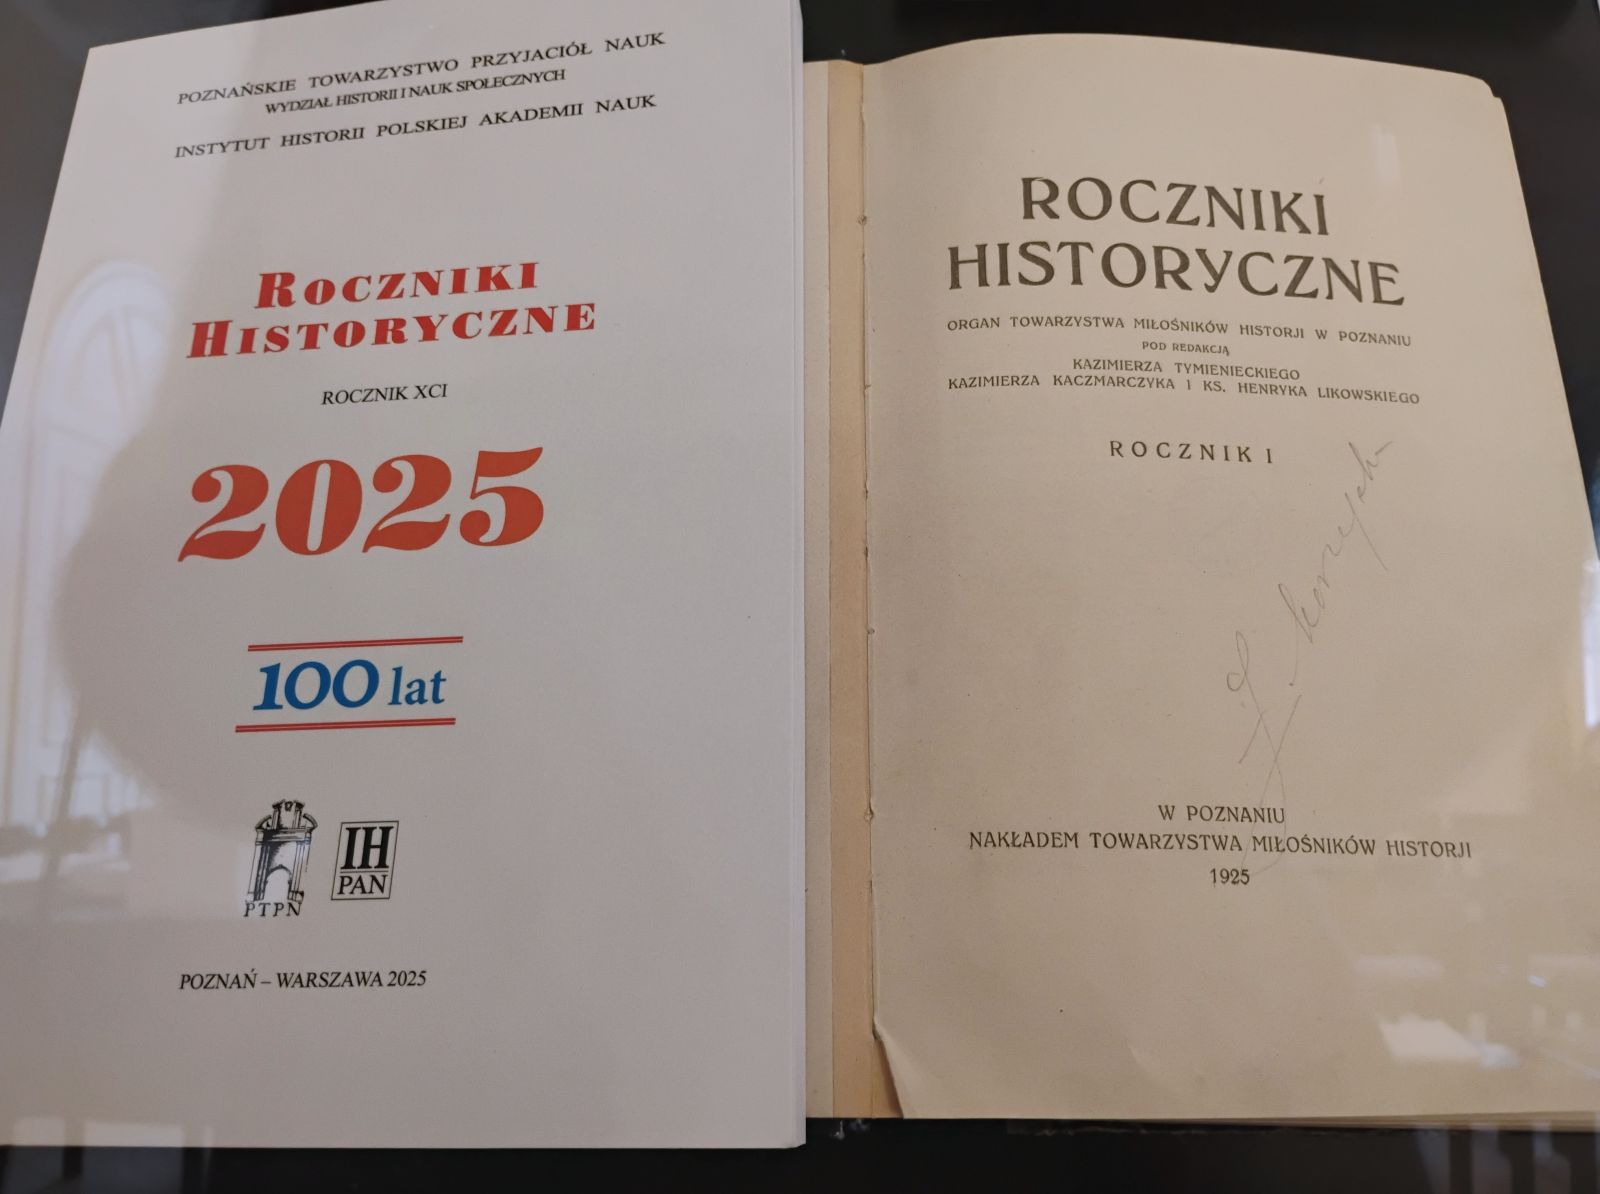 POZNAŃSKIE TOWARZYSTWO PRZYJACIÓŁ NAUK
WYDZIAŁ HISTORII I NAUK SPOŁECZNYCH
INSTYTUT HISTORII POLSKIEJ AKADEMII NAUK
ROCZNIKI
HISTORYCZNE
ROCZNIK XCI
2025
100 lat
PTPN
IH
PAN
POZNAŃ – WARSZAWA 2025
ROCZNIKI
HISTORYCZNE
ORGAN TOWARZYSTWA MIŁOŚNIKÓW HISTORJI W POZNANIU
POD REDAKCJĄ
KAZIMIERZA TYMIENIECKIEGO
KAZIMIERZA KACZMARCZYKA I KS. HENRYKA LIKOWSKIEGO
ROCZNIK I
W POZNANIU
NAKŁADEM TOWARZYSTWA MIŁOŚNIKÓW HISTORJI
1925